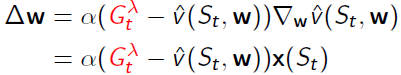 Δw = α(G_t^λ − v̂(S_t, w))∇_w v̂(S_t, w)
= α(G_t^λ − v̂(S_t, w))x(S_t)